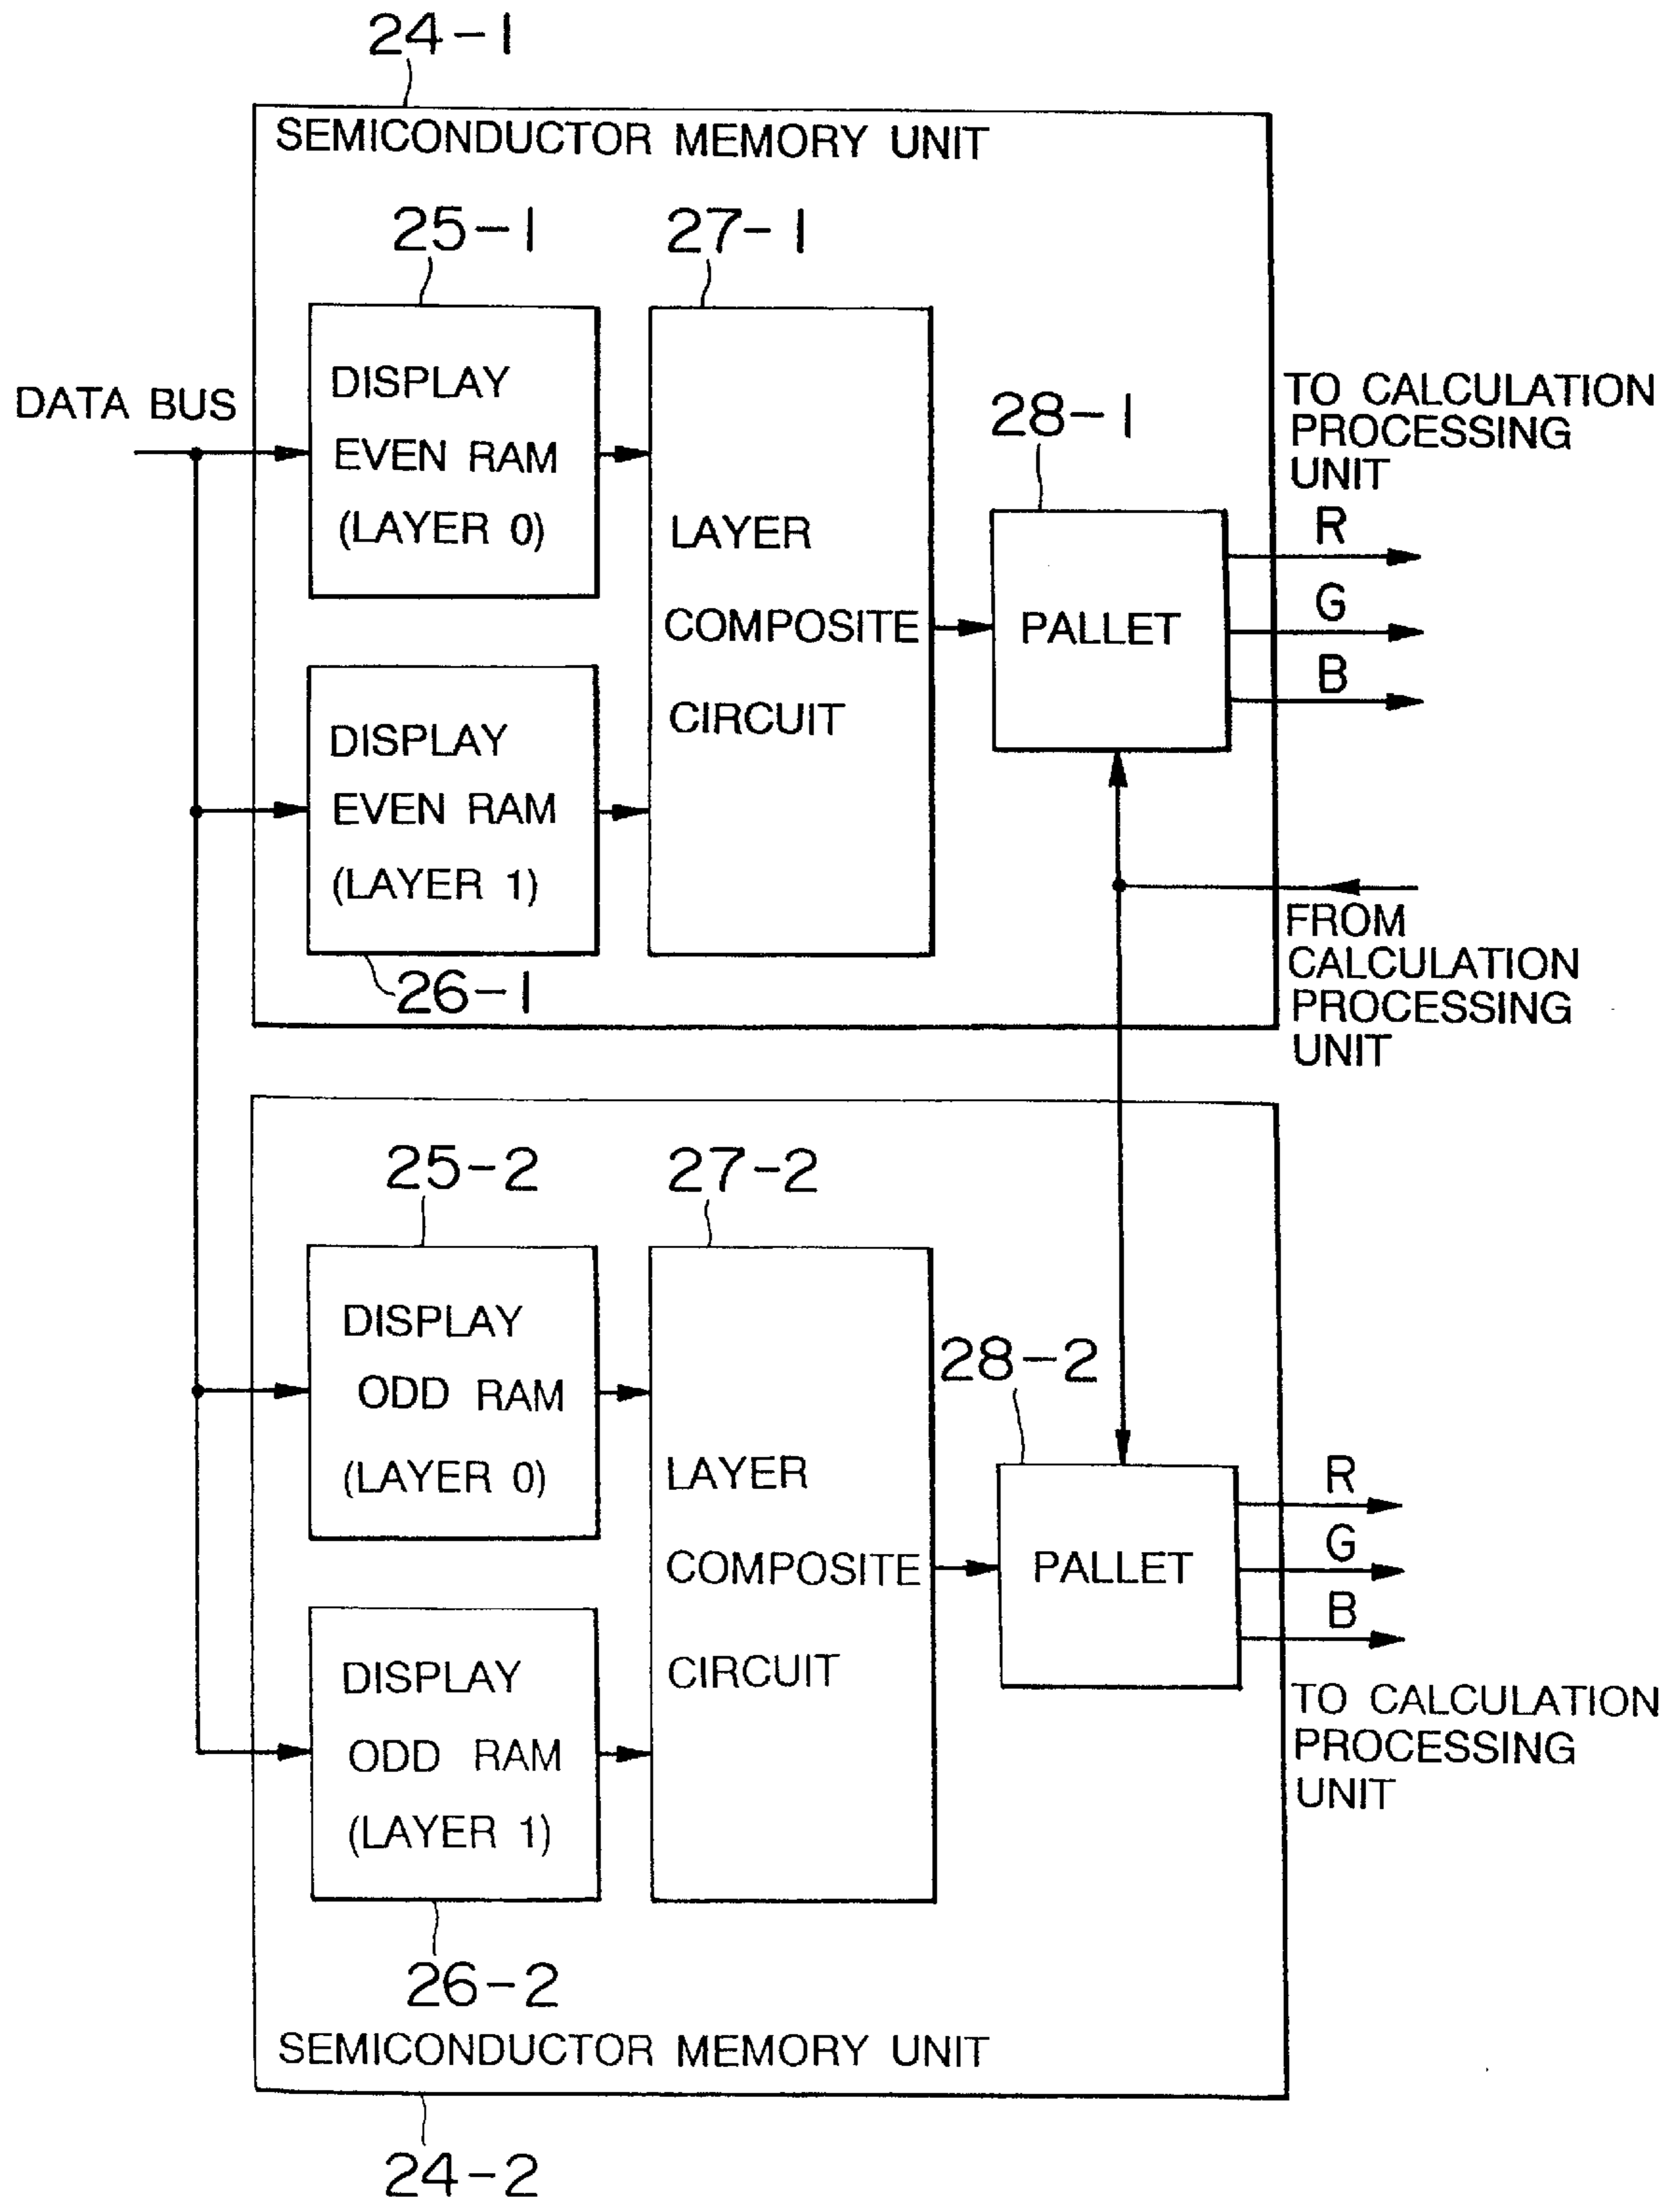 24-1
SEMICONDUCTOR MEMORY UNIT
25-1
27-1
DISPLAY
EVEN RAM
(LAYER 0)
DATA BUS
LAYER
COMPOSITE
CIRCUIT
28-1
PALLET
TO CALCULATION
PROCESSING
UNIT
R
G
B
DISPLAY
EVEN RAM
(LAYER 1)
26-1
FROM
CALCULATION
PROCESSING
UNIT
25-2
27-2
DISPLAY
ODD RAM
(LAYER 0)
LAYER
COMPOSITE
CIRCUIT
28-2
PALLET
R
G
B
TO CALCULATION
PROCESSING
UNIT
DISPLAY
ODD RAM
(LAYER 1)
26-2
SEMICONDUCTOR MEMORY UNIT
24-2